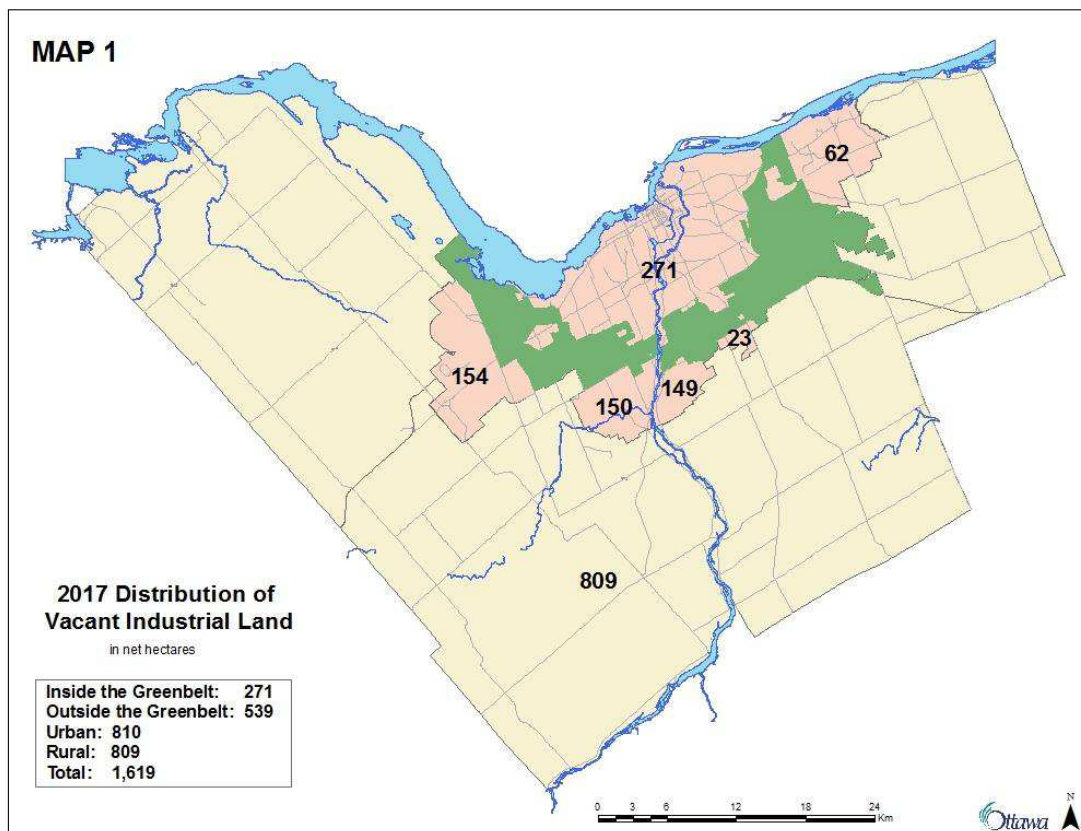 MAP 1
62
271
23
154
149
150
809
2017 Distribution of
Vacant Industrial Land
in net hectares
Inside the Greenbelt: 271
Outside the Greenbelt: 539
Urban: 810
Rural: 809
Total: 1,619
0 3 6 12 18 24
Km
Ottawa
N